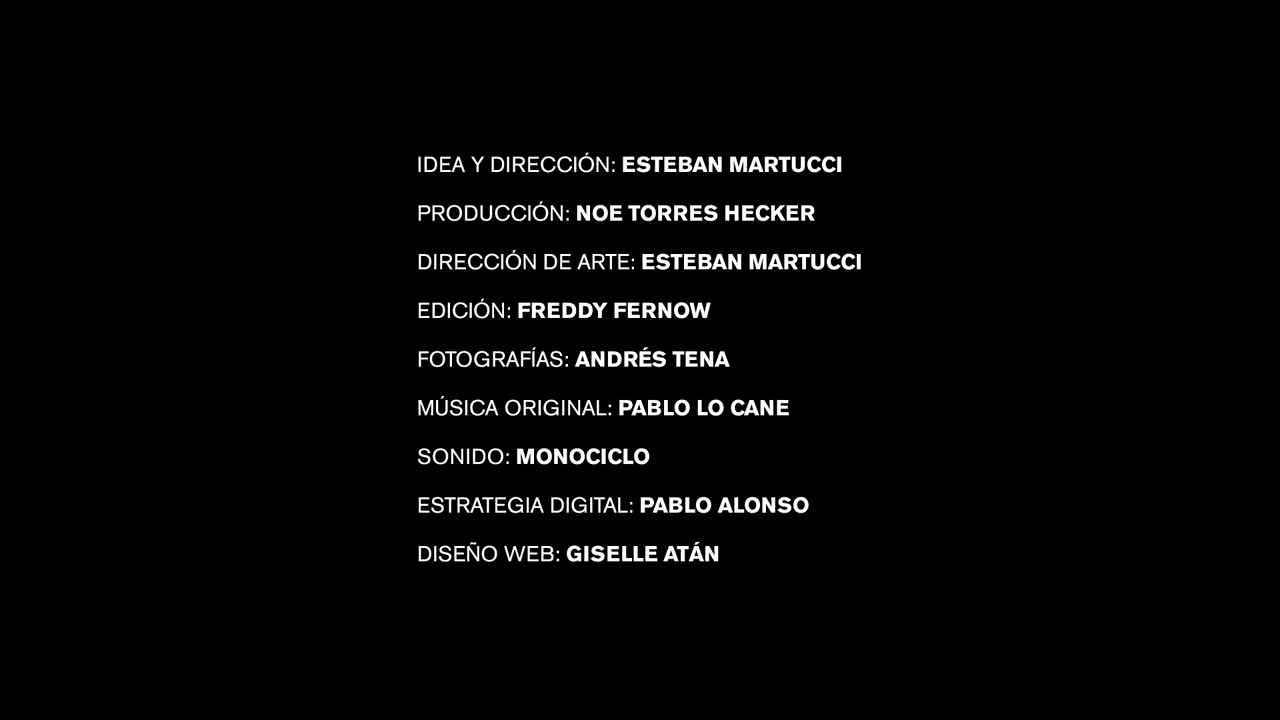 IDEA Y DIRECCIÓN: ESTEBAN MARTUCCI
PRODUCCIÓN: NOE TORRES HECKER
DIRECCIÓN DE ARTE: ESTEBAN MARTUCCI
EDICIÓN: FREDDY FERNOW
FOTOGRAFÍAS: ANDRÉS TENA
MÚSICA ORIGINAL: PABLO LO CANE
SONIDO: MONOCICLO
ESTRATEGIA DIGITAL: PABLO ALONSO
DISEÑO WEB: GISELLE ATÁN